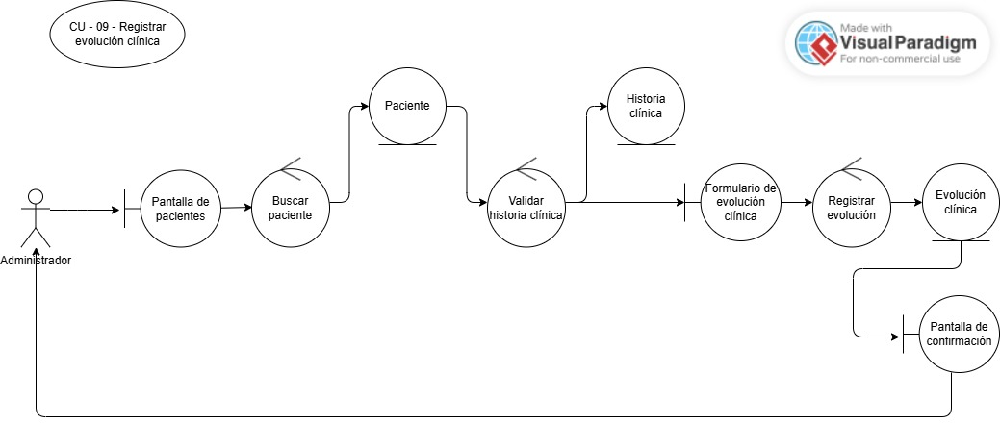 CU - 09 - Registrar
evolución clínica
Made with
Visual Paradigm
For non-commercial use
Paciente
Historia
clínica
Pantalla de
pacientes
Buscar
paciente
Validar
historia clínica
Formulario de
evolución
clínica
Registrar
evolución
Evolución
clínica
Administrador
Pantalla de
confirmación